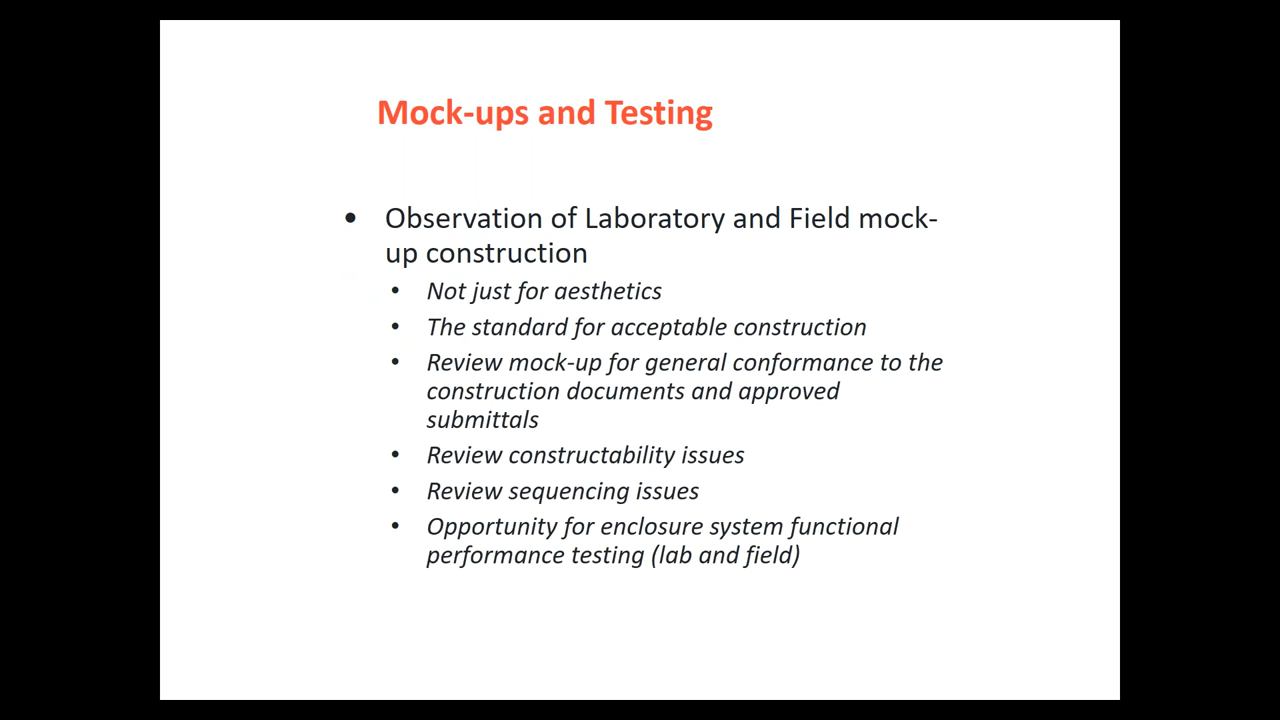 Mock-ups and Testing
• Observation of Laboratory and Field mock-
up construction
• Not just for aesthetics
• The standard for acceptable construction
• Review mock-up for general conformance to the
construction documents and approved
submittals
• Review constructability issues
• Review sequencing issues
• Opportunity for enclosure system functional
performance testing (lab and field)